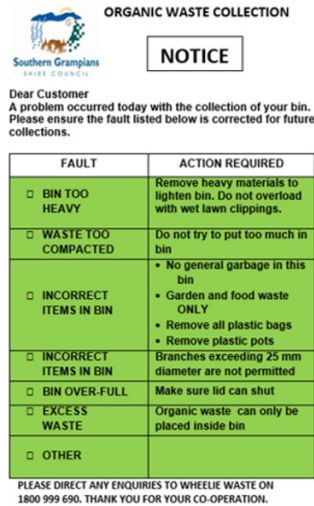 ORGANIC WASTE COLLECTION
NOTICE
Southern Grampians
SHIRE COUNCIL
Dear Customer
A problem occurred today with the collection of your bin.
Please ensure the fault listed below is corrected for future
collections.
FAULT
ACTION REQUIRED
☐ BIN TOO
HEAVY
Remove heavy materials to
lighten bin. Do not overload
with wet lawn clippings.
☐ WASTE TOO
COMPACTED
Do not try to put too much in
bin
☐ INCORRECT
ITEMS IN BIN
• No general garbage in this
bin
• Garden and food waste
ONLY
• Remove all plastic bags
• Remove plastic pots
☐ INCORRECT
ITEMS IN BIN
Branches exceeding 25 mm
diameter are not permitted
☐ BIN OVER-FULL
Make sure lid can shut
☐ EXCESS
WASTE
Organic waste can only be
placed inside bin
☐ OTHER
PLEASE DIRECT ANY ENQUIRIES TO WHEELIE WASTE ON
1800 999 690. THANK YOU FOR YOUR CO-OPERATION.